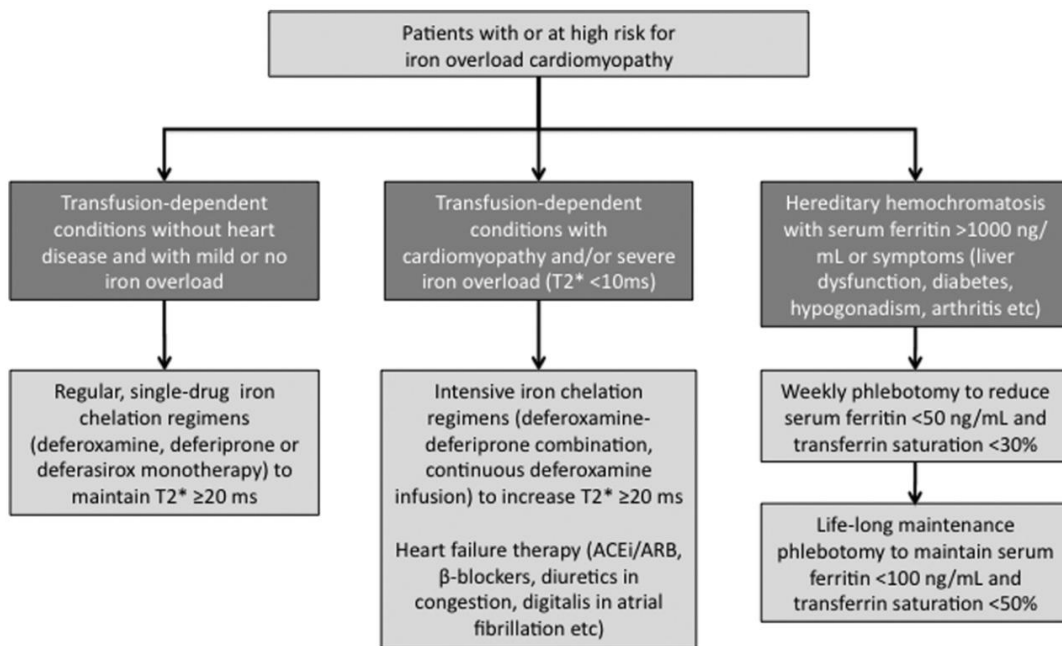 Patients with or at high risk for
iron overload cardiomyopathy
Transfusion-dependent
conditions without heart
disease and with mild or no
iron overload
Regular, single-drug iron
chelation regimens
(deferoxamine, deferiprone or
deferasirox monotherapy) to
maintain T2* ≥20 ms
Transfusion-dependent
conditions with
cardiomyopathy and/or severe
iron overload (T2* <10ms)
Intensive iron chelation
regimens (deferoxamine-
deferiprone combination,
continuous deferoxamine
infusion) to increase T2* ≥20 ms
Heart failure therapy (ACEi/ARB,
β-blockers, diuretics in
congestion, digitalis in atrial
fibrillation etc)
Hereditary hemochromatosis
with serum ferritin >1000 ng/
mL or symptoms (liver
dysfunction, diabetes,
hypogonadism, arthritis etc)
Weekly phlebotomy to reduce
serum ferritin <50 ng/mL and
transferrin saturation <30%
Life-long maintenance
phlebotomy to maintain serum
ferritin <100 ng/mL and
transferrin saturation <50%